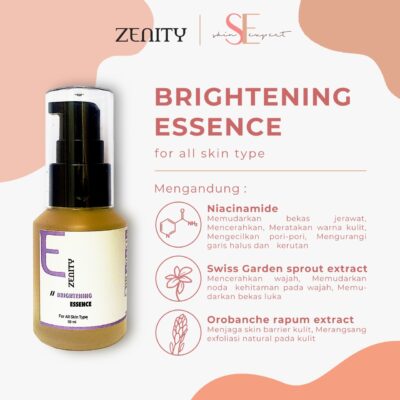 ZENITY
SE
skin expert
BRIGHTENING
ESSENCE
for all skin type
Mengandung :
Niacinamide
Memudarkan bekas jerawat,
Mencerahkan, Meratakan warna kulit,
Mengecilkan pori-pori, Mengurangi
garis halus dan kerutan
Swiss Garden sprout extract
Mencerahkan wajah, Memudarkan
noda kehitaman pada wajah, Memu-
darkan bekas luka
Orobanche rapum extract
Menjaga skin barrier kulit, Merangsang
exfoliasi natural pada kulit
N
NH₂
O
E
ZENITY
// BRIGHTENING
ESSENCE
For All Skin Type